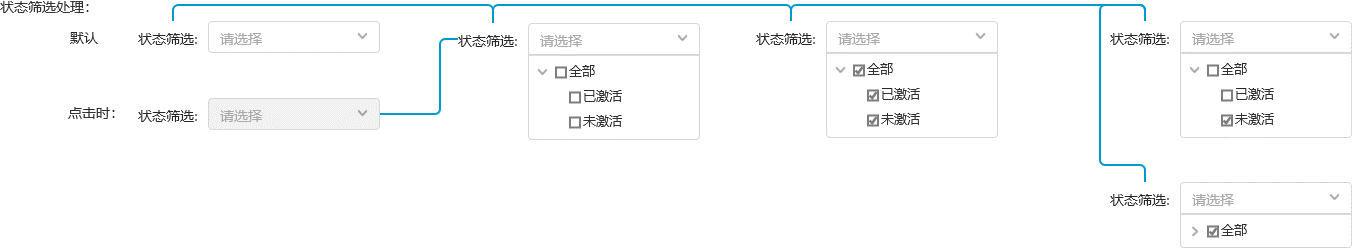 状态筛选处理：
默认
状态筛选:
请选择
点击时：
状态筛选:
请选择
状态筛选:
请选择
全部
已激活
未激活
状态筛选:
请选择
全部
已激活
未激活
状态筛选:
请选择
全部
已激活
未激活
状态筛选:
请选择
全部